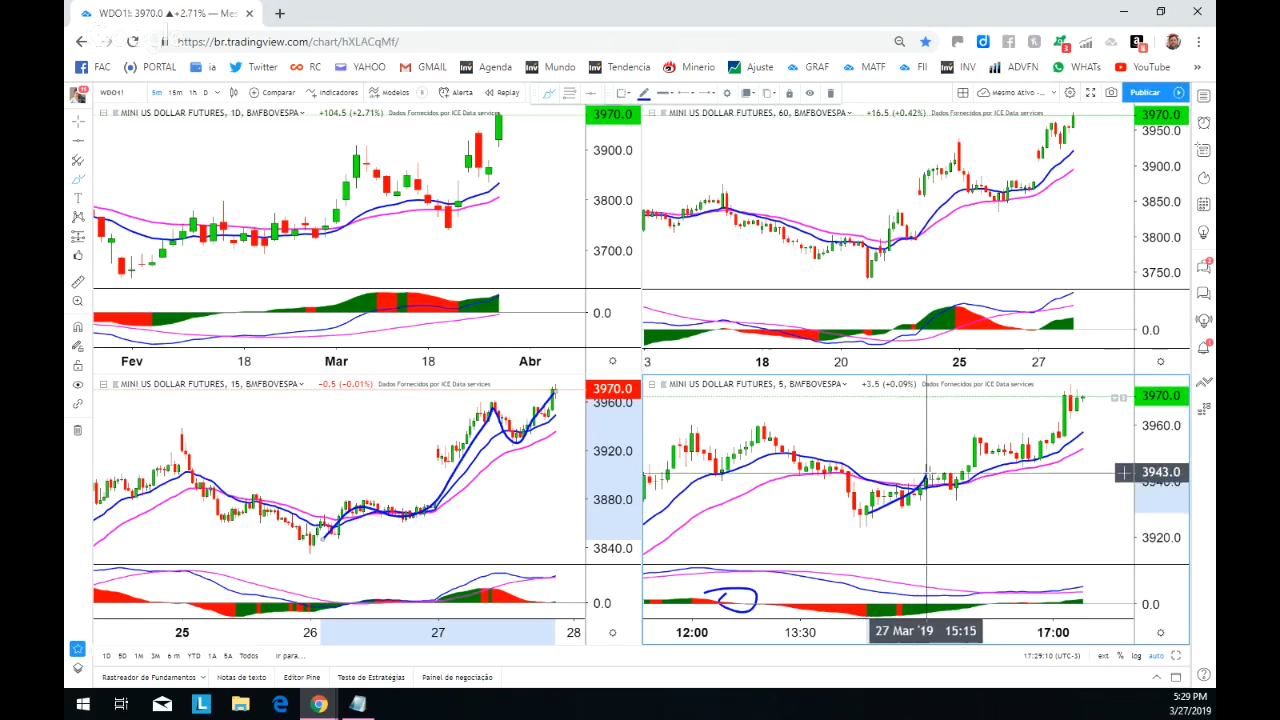 WDO1! 3970.0 ▲+2.71% — Mes
https://br.tradingview.com/chart/hXLACqMf/
FAC PORTAL ia Twitter RC YAHOO GMAIL Agenda Mundo Tendencia Minerio Ajuste GRAF MATF FII INV ADVFN WHATs YouTube »
WDO1! 5m 15m 1h D Comparar Indicadores Modelos Alerta Replay Mesmo Ativo -... Publicar
MINI US DOLLAR FUTURES, 1D, BMFBOVESPA +104.5 (+2.71%) Dados Fornecidos por ICE Data services
3970.0
3900.0
3800.0
3700.0
0.0
Fev 18 Mar 18 Abr
MINI US DOLLAR FUTURES, 60, BMFBOVESPA +16.5 (+0.42%) Dados Fornecidos por ICE Data services
3970.0
3950.0
3900.0
3850.0
3800.0
3750.0
0.0
3 18 20 25 27
MINI US DOLLAR FUTURES, 15, BMFBOVESPA -0.5 (-0.01%) Dados Fornecidos por ICE Data services
3970.0
3960.0
3920.0
3880.0
3840.0
0.0
25 26 27 28
MINI US DOLLAR FUTURES, 5, BMFBOVESPA +3.5 (+0.09%) Dados Fornecidos por ICE Data services
3970.0
3960.0
3943.0
3940.0
3920.0
0.0
12:00 13:30 27 Mar '19 15:15 17:00
1D 5D 1M 3M 6 m YTD 1A 5A Todos Ir para... 17:29:10 (UTC-3) ext % log auto
Rastreador de Fundamentos Notas de texto Editor Pine Teste de Estratégias Painel de negociação
5:29 PM
3/27/2019